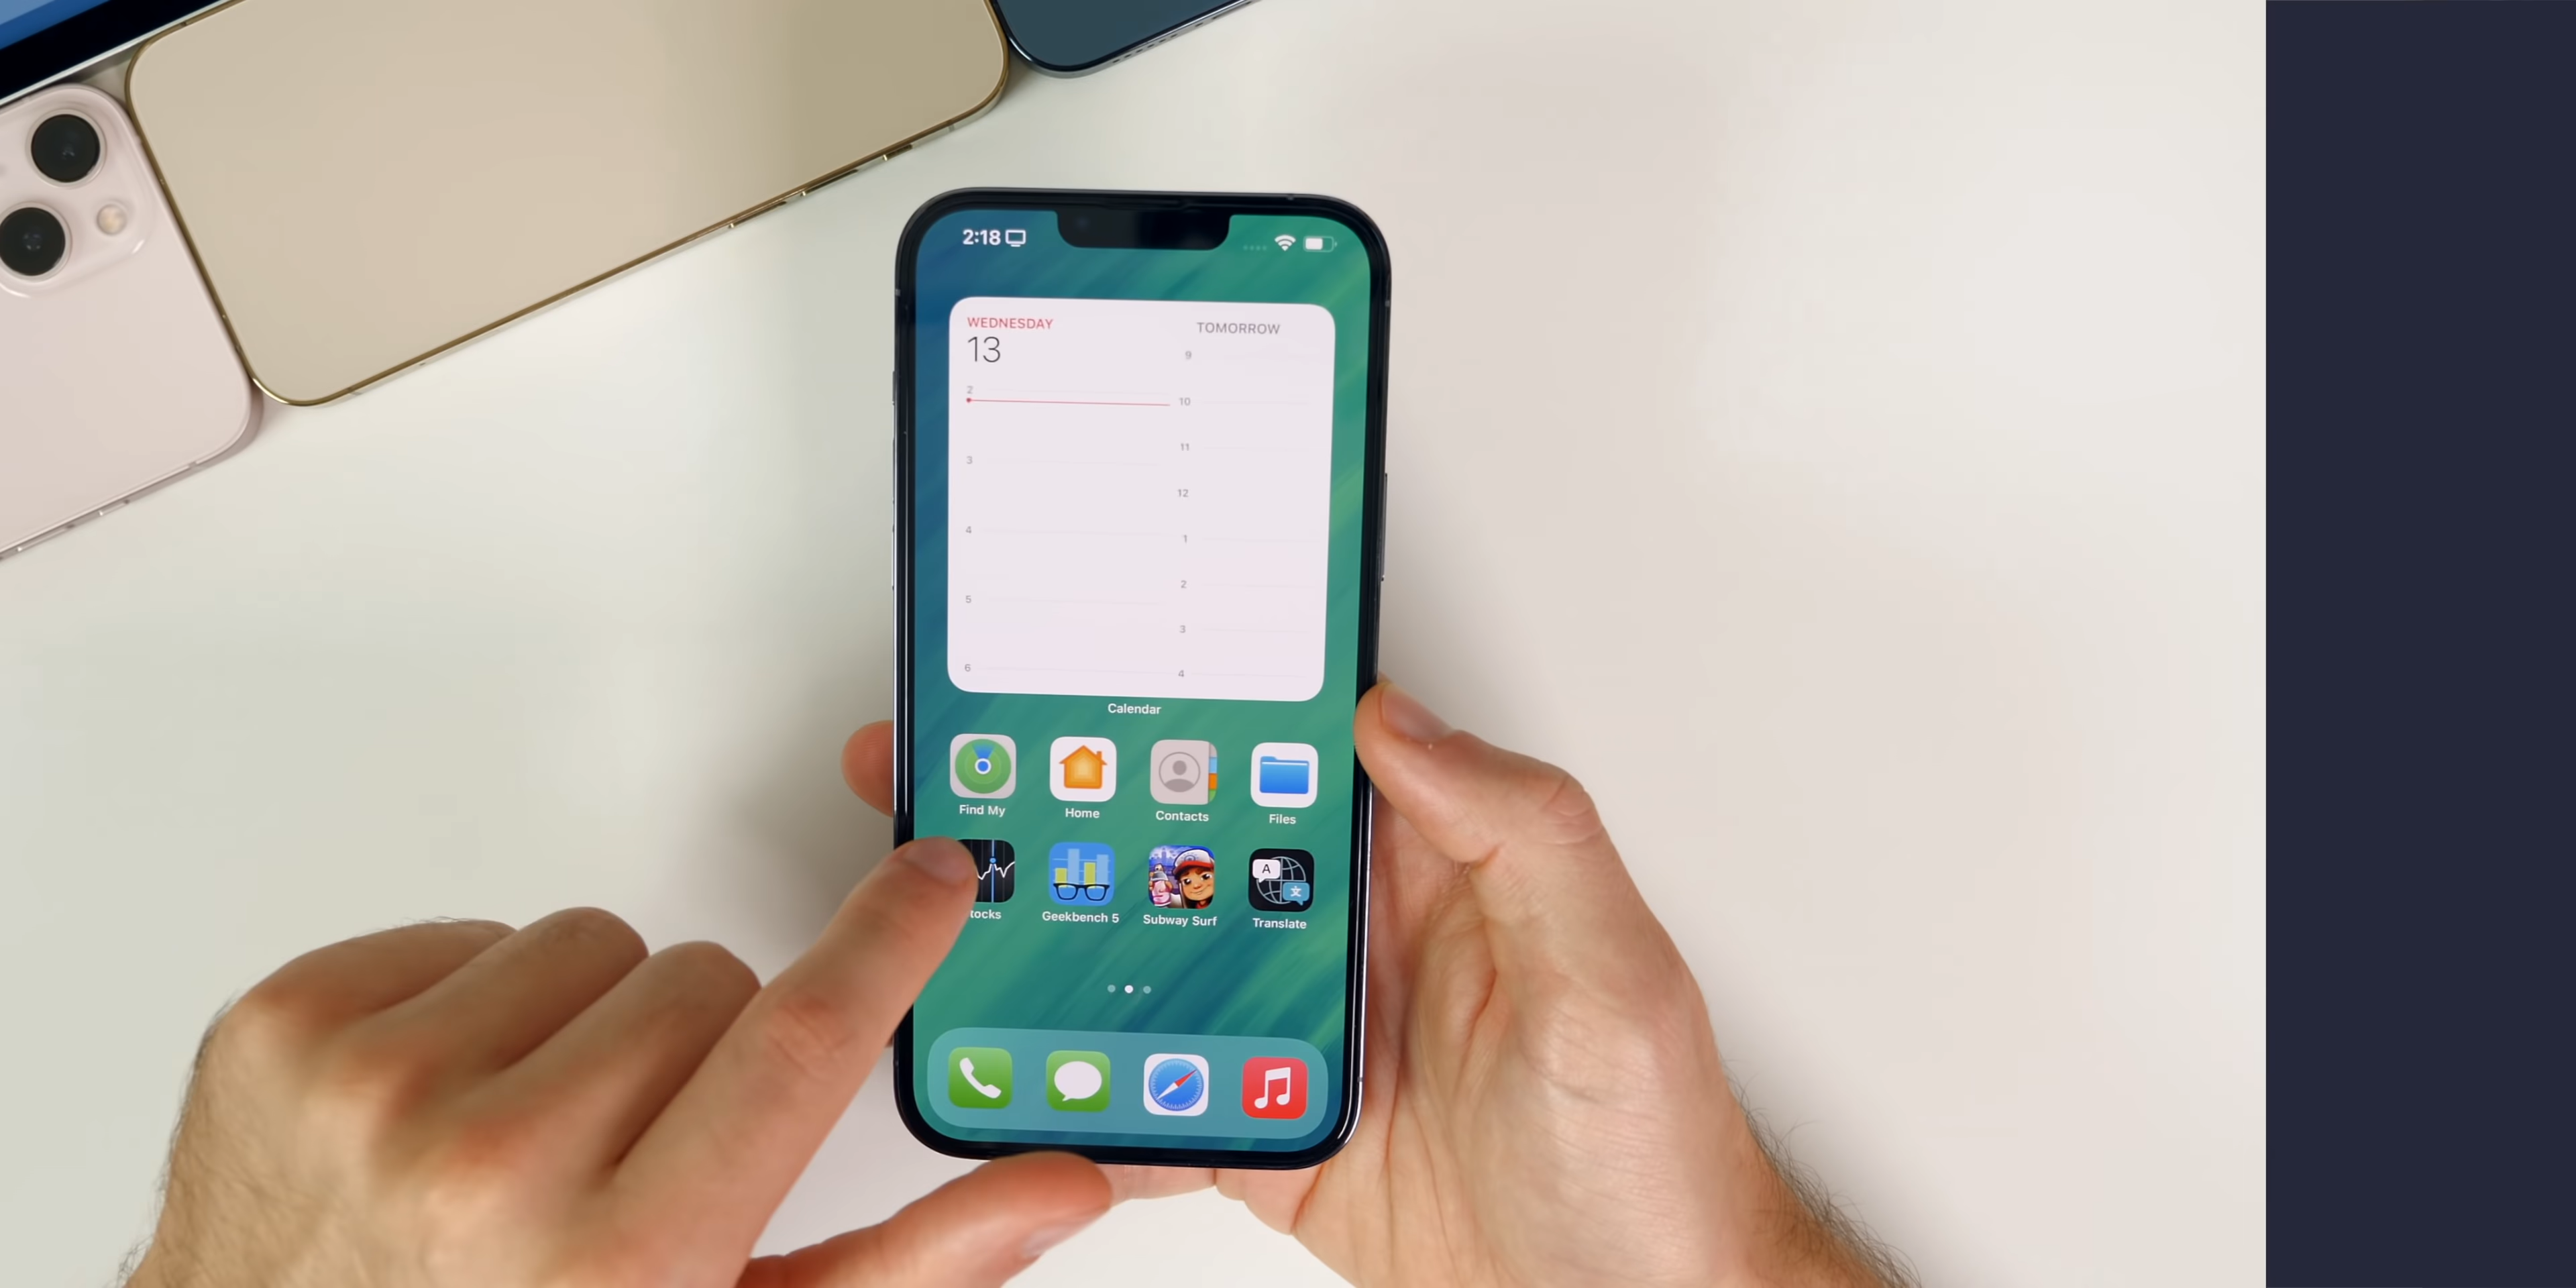 2:18
WEDNESDAY
13
2
3
4
5
6
TOMORROW
9
10
11
12
1
2
3
4
Calendar
Find My
Home
Contacts
Files
tocks
Geekbench 5
Subway Surf
Translate
A
文